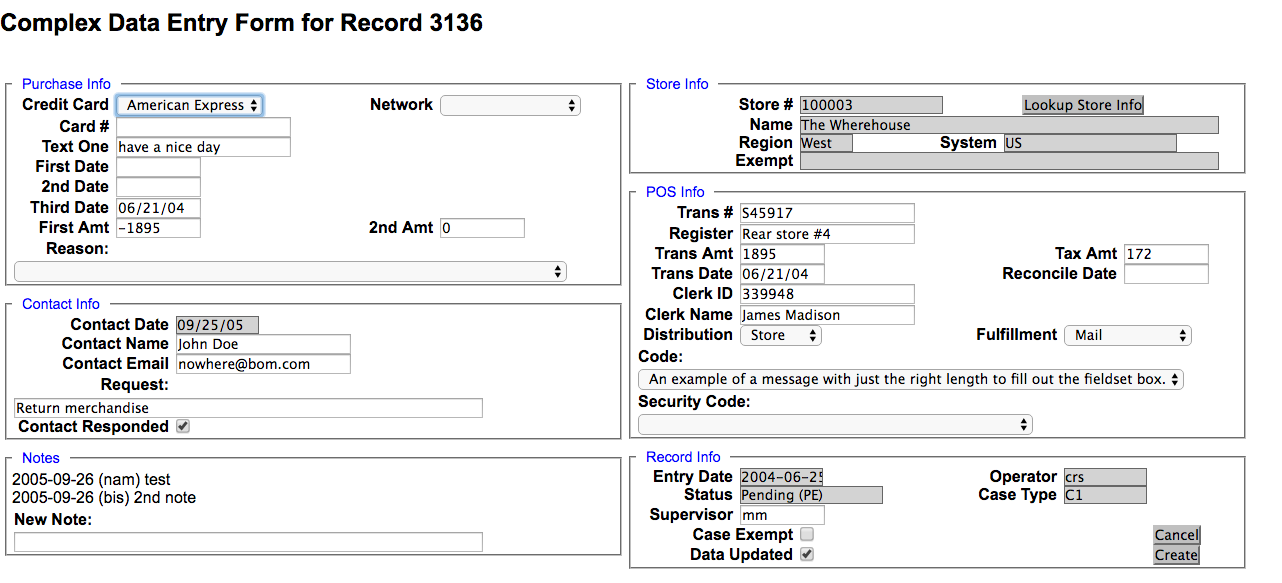 Complex Data Entry Form for Record 3136
Purchase Info
Credit Card American Express Network
Card #
Text One have a nice day
First Date
2nd Date
Third Date 06/21/04
First Amt -1895 2nd Amt 0
Reason:
Contact Info
Contact Date 09/25/05
Contact Name John Doe
Contact Email nowhere@bom.com
Request:
Return merchandise
Contact Responded
Notes
2005-09-26 (nam) test
2005-09-26 (bis) 2nd note
New Note:
Store Info
Store # 100003 Lookup Store Info
Name The Wherehouse
Region West System US
Exempt
POS Info
Trans # S45917
Register Rear store #4
Trans Amt 1895 Tax Amt 172
Trans Date 06/21/04 Reconcile Date
Clerk ID 339948
Clerk Name James Madison
Distribution Store Fulfillment Mail
Code:
An example of a message with just the right length to fill out the fieldset box.
Security Code:
Record Info
Entry Date 2004-06-25 Operator crs
Status Pending (PE) Case Type C1
Supervisor mm
Case Exempt Cancel
Data Updated Create